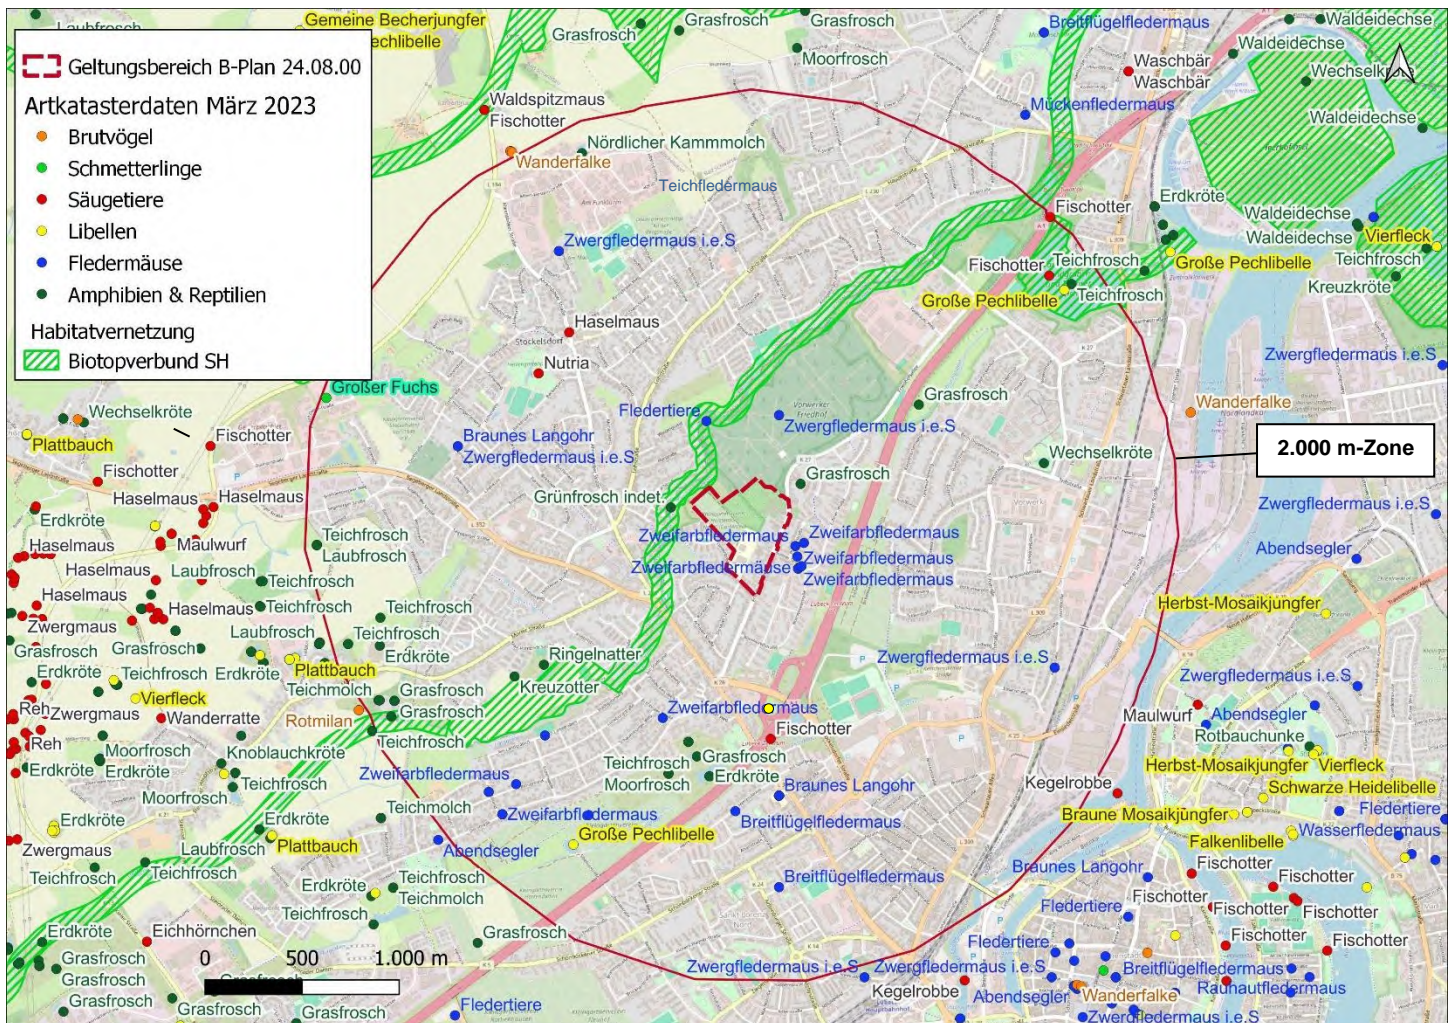 Geltungsbereich B-Plan 24.08.00
Artkatasterdaten März 2023
Brutvögel
Schmetterlinge
Säugetiere
Libellen
Fledermäuse
Amphibien & Reptilien
Habitatvernetzung
Biotopverbund SH
Gemeine Becherjungfer
Grasfrosch
Grasfrosch
Moorfrosch
Breitflügelfledermaus
Waldeidechse
Waldeidechse
Waschbär
Waschbär
Waldspitzmaus
Fischotter
Mückenfledermaus
Waldeidechse
Nördlicher Kammmolch
Wanderfalke
Teichfledermaus
Erdkröte
Fischotter
Waldeidechse
Waldeidechse
Vierfleck
Zwergfledermaus i.e.S
Große Pechlibelle
Teichfrosch
Fischotter
Teichfrosch
Kreuzkröte
Große Pechlibelle
Teichfrosch
Haselmaus
Stockelsdorf
Nutria
Zwergfledermaus i.e.S
Großer Fuchs
Grasfrosch
Wechselkröte
Fledertiere
Vorwerker
Friedhof
Zwergfledermaus i.e.S
Wanderfalke
Plattbauch
Fischotter
Braunes Langohr
Zwergfledermaus i.e.S
2.000 m-Zone
Wechselkröte
Fischotter
Grasfrosch
Haselmaus
Haselmaus
Grünfrosch indet.
Zwergfledermaus i.e.S
Erdkröte
Teichfrosch
Laubfrosch
Zweifarbfledermaus
Zweifarbfledermaus
Haselmaus
Maulwurf
Zweifarbfledermaus
Abendsegler
Haselmaus
Laubfrosch
Teichfrosch
Zweifarbfledermäuse
Zweifarbfledermaus
Haselmaus
Haselmaus
Teichfrosch
Teichfrosch
Herbst-Mosaikjungfer
Zwergmaus
Laubfrosch
Teichfrosch
Grasfrosch
Grasfrosch
Erdkröte
Ringelnatter
Erdkröte
Teichfrosch
Erdkröte
Plattbauch
Zwergfledermaus i.e.S
Zwergfledermaus i.e.S
Kreuzotter
Vierfleck
Teichmolch
Grasfrosch
Reh
Zwergmaus
Wanderratte
Rotmilan
Grasfrosch
Zweifarbfledermaus
Maulwurf
Abendsegler
Fischotter
Rotbauchunke
Reh
Moorfrosch
Knoblauchkröte
Teichfrosch
Herbst-Mosaikjungfer
Vierfleck
Erdkröte
Erdkröte
Teichfrosch
Teichfrosch
Grasfrosch
Zweifarbfledermaus
Moorfrosch
Erdkröte
Braunes Langohr
Kegelrobbe
Schwarze Heidelibelle
Moorfrosch
Teichmolch
Zweifarbfledermaus
Breitflügelfledermaus
Braune Mosaikjungfer
Fledertiere
Erdkröte
Erdkröte
Große Pechlibelle
Wasserfledermaus
Zwergmaus
Laubfrosch
Plattbauch
Abendsegler
Falkenlibelle
Teichfrosch
Teichfrosch
Braunes Langohr
Fischotter
Erdkröte
Teichfrosch
Breitflügelfledermaus
Fischotter
Teichmolch
Teichfrosch
Fischotter
Fischotter
Fischotter
Fledertiere
Erdkröte
Eichhörnchen
Grasfrosch
Fledertiere
Fischotter
Fischotter
Grasfrosch
0 500 1.000 m
Zwergfledermaus i.e.S
Zwergfledermaus i.e.S
Breitflügelfledermaus
Grasfrosch
Grasfrosch
Kegelrobbe
Abendsegler
Wanderfalke
Rauhautfledermaus
Grasfrosch
Grasfrosch
Fledertiere
Zwergfledermaus i.e.S